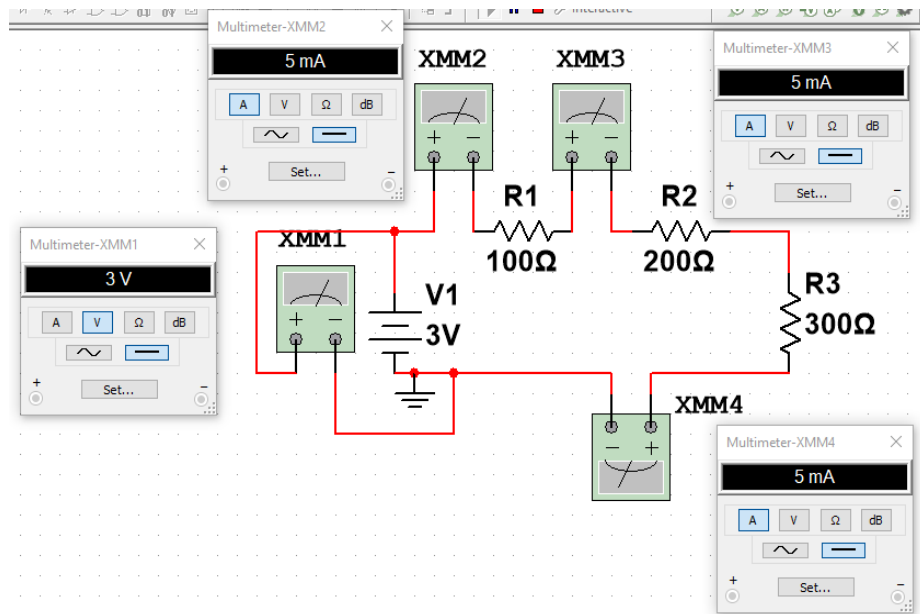 Interactive
Multimeter-XMM2
5 mA
A V Ω dB
+ Set... −
XMM2
+ −
XMM3
+ −
Multimeter-XMM3
5 mA
A V Ω dB
+ Set... −
R1
100Ω
R2
200Ω
R3
300Ω
Multimeter-XMM1
3 V
A V Ω dB
+ Set... −
XMM1
+ −
V1
3V
XMM4
− +
Multimeter-XMM4
5 mA
A V Ω dB
+ Set... −